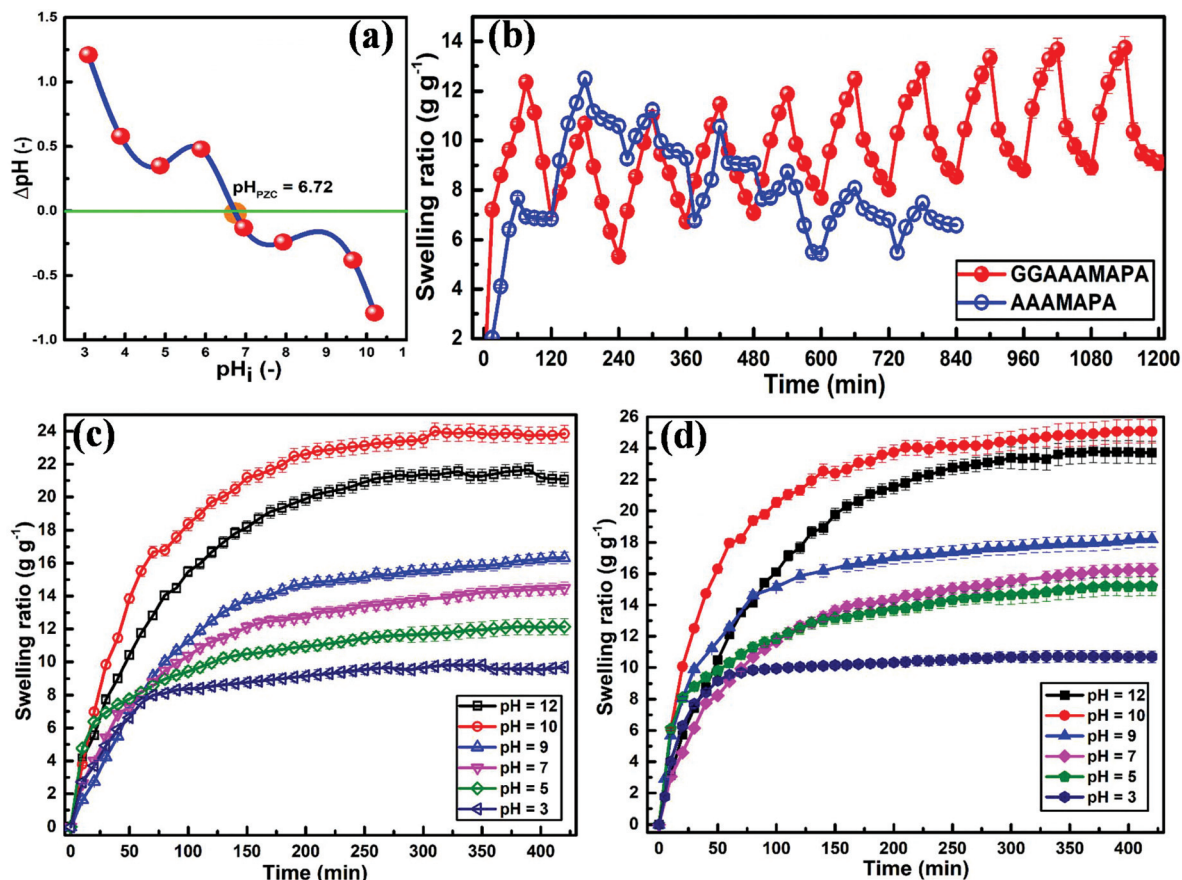 (a)
1.5
1.0
0.5
0.0
-0.5
-1.0
ΔpH (-)
pH_PZC = 6.72
3 4 5 6 7 8 9 10 1
pH_i (-)
(b)
14
12
10
8
6
4
2
Swelling ratio (g g⁻¹)
GGAAAMAPA
AAAMAPA
0 120 240 360 480 600 720 840 960 1080 1200
Time (min)
(c)
24
22
20
18
16
14
12
10
8
6
4
2
0
Swelling ratio (g g⁻¹)
pH = 12
pH = 10
pH = 9
pH = 7
pH = 5
pH = 3
0 50 100 150 200 250 300 350 400
Time (min)
(d)
26
24
22
20
18
16
14
12
10
8
6
4
2
0
Swelling ratio (g g⁻¹)
pH = 12
pH = 10
pH = 9
pH = 7
pH = 5
pH = 3
0 50 100 150 200 250 300 350 400
Time (min)